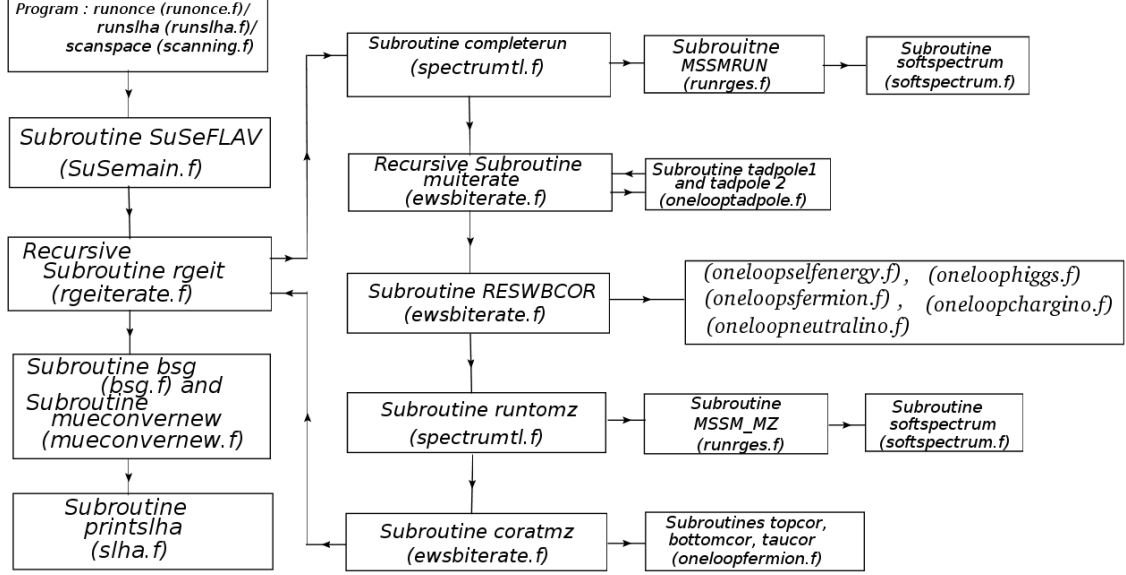 Program : runonce (runonce.f)/
runslha (runslha.f)/
scanspace (scanning.f)
Subroutine SuSeFLAV
(SuSemain.f)
Recursive
Subroutine rgeit
(rgeiterate.f)
Subroutine bsg
(bsg.f) and
Subroutine
mueconvernew
(mueconvernew.f)
Subroutine
printslha
(slha.f)
Subroutine completerun
(spectrumtl.f)
Subrouitne
MSSMRUN
(runrges.f)
Subroutine
softspectrum
(softspectrum.f)
Recursive Subroutine
muiterate
(ewsbiterate.f)
Subroutine tadpole1
and tadpole 2
(onelooptadpole.f)
Subroutine RESWBCOR
(ewsbiterate.f)
(oneloopselfenergy.f) , (oneloophiggs.f)
(oneloopsfermion.f) , (oneloopchargino.f)
(oneloopneutralino.f)
Subroutine runtomz
(spectrumtl.f)
Subroutine
MSSM_MZ
(runrges.f)
Subroutine
softspectrum
(softspectrum.f)
Subroutine coratmz
(ewsbiterate.f)
Subroutines topcor,
bottomcor, taucor
(oneloopfermion.f)